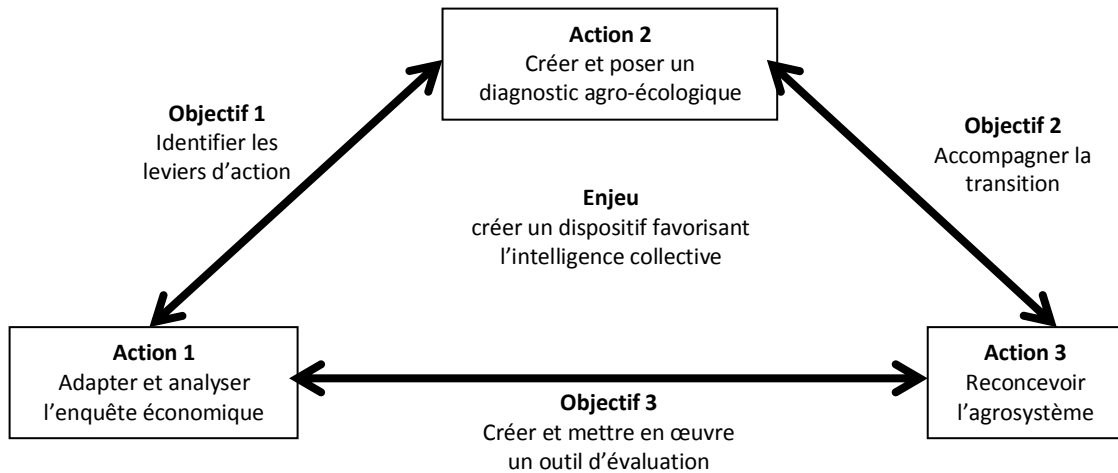 Action 2
Créer et poser un
diagnostic agro-écologique
Objectif 1
Identifier les
leviers d’action
Objectif 2
Accompagner la
transition
Enjeu
créer un dispositif favorisant
l’intelligence collective
Action 1
Adapter et analyser
l’enquête économique
Action 3
Reconcevoir
l’agrosystème
Objectif 3
Créer et mettre en œuvre
un outil d’évaluation